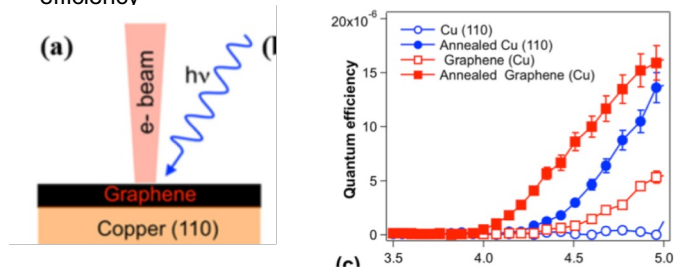 efficiency
(a)
hν
e- beam
Graphene
Copper (110)
20x10⁻⁶
15
10
5
0
Quantum efficiency
Cu (110)
Annealed Cu (110)
Graphene (Cu)
Annealed Graphene (Cu)
3.5 4.0 4.5 5.0
(c)